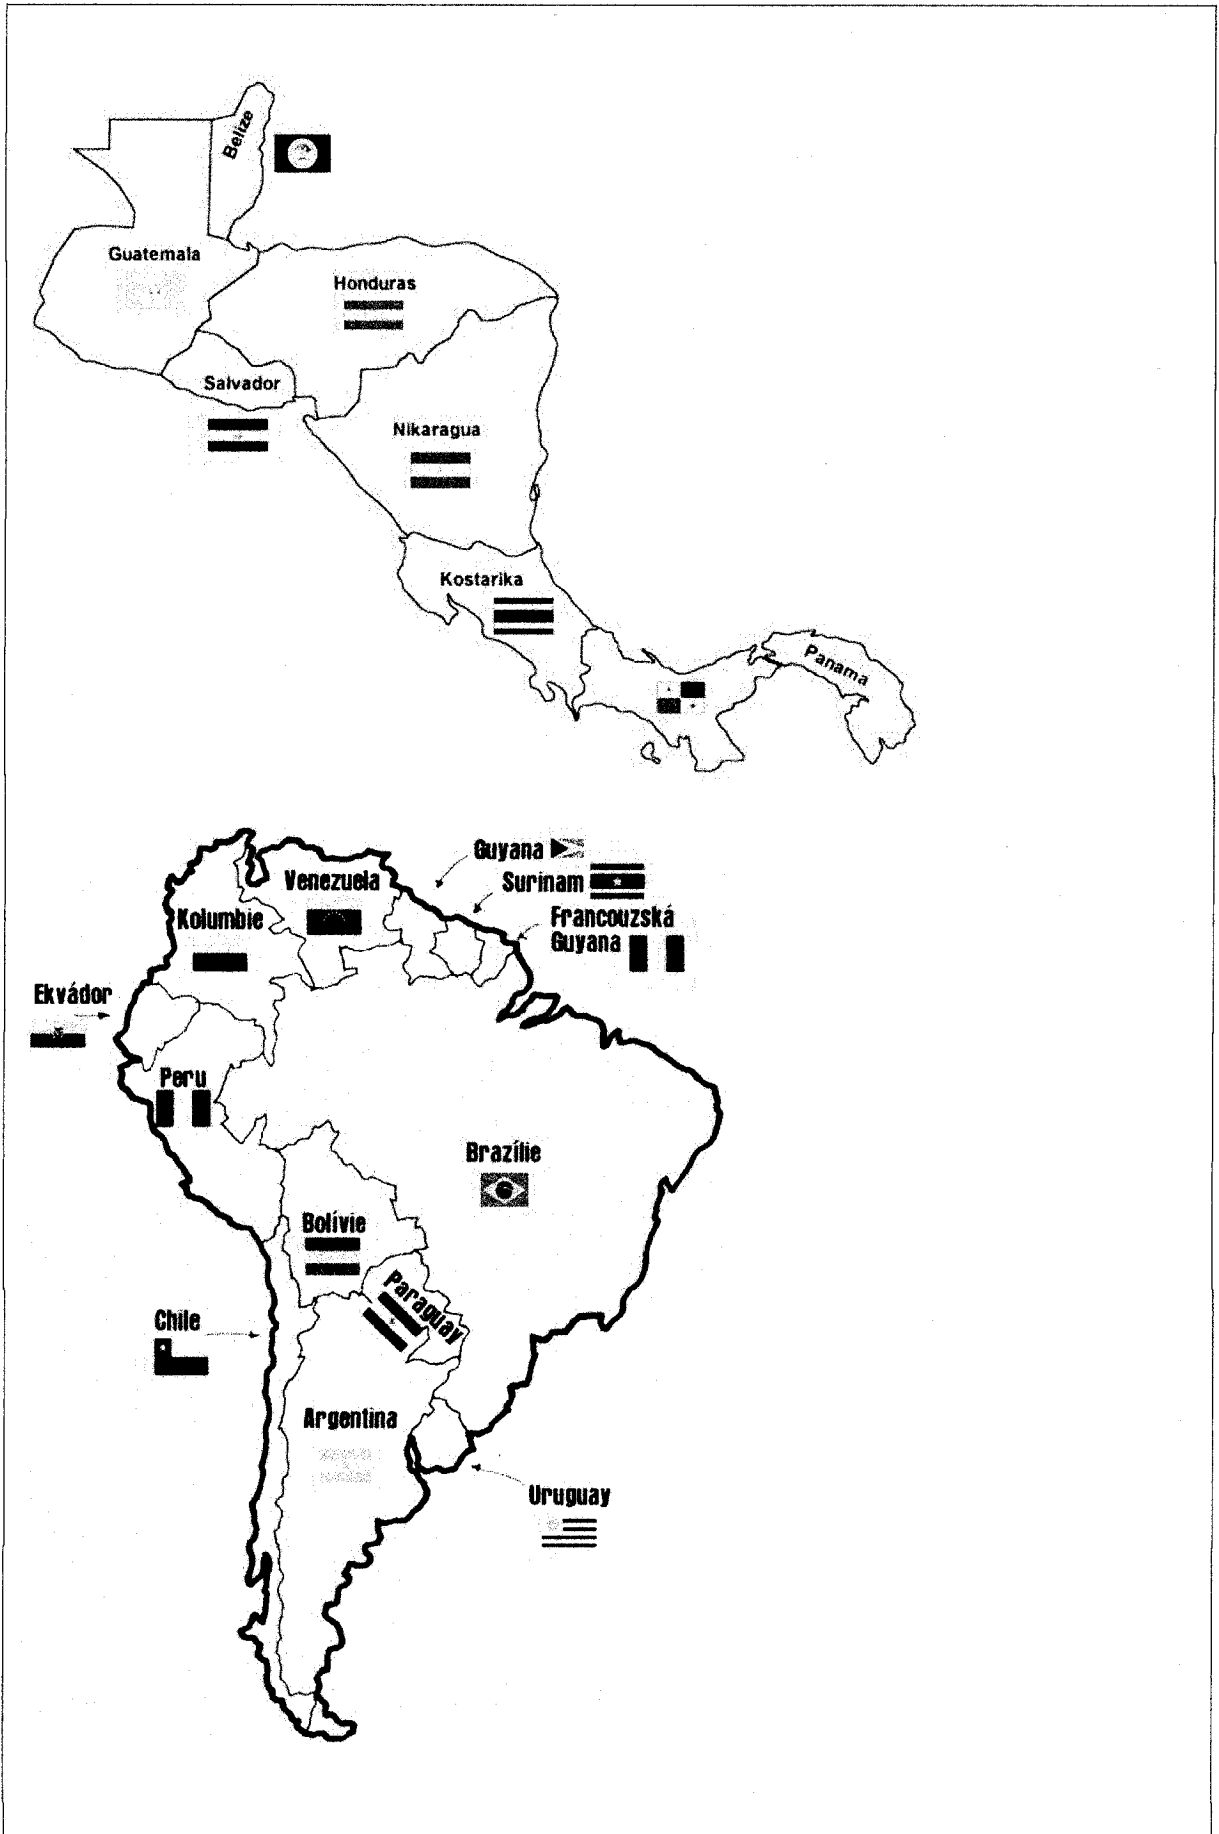 Belize
Guatemala
Honduras
Salvador
Nikaragua
Kostarika
Panama
Guyana
Venezuela
Surinam
Kolumbie
Francouzská
Guyana
Ekvádor
Peru
Brazílie
Bolívie
Paraguay
Chile
Argentina
Uruguay